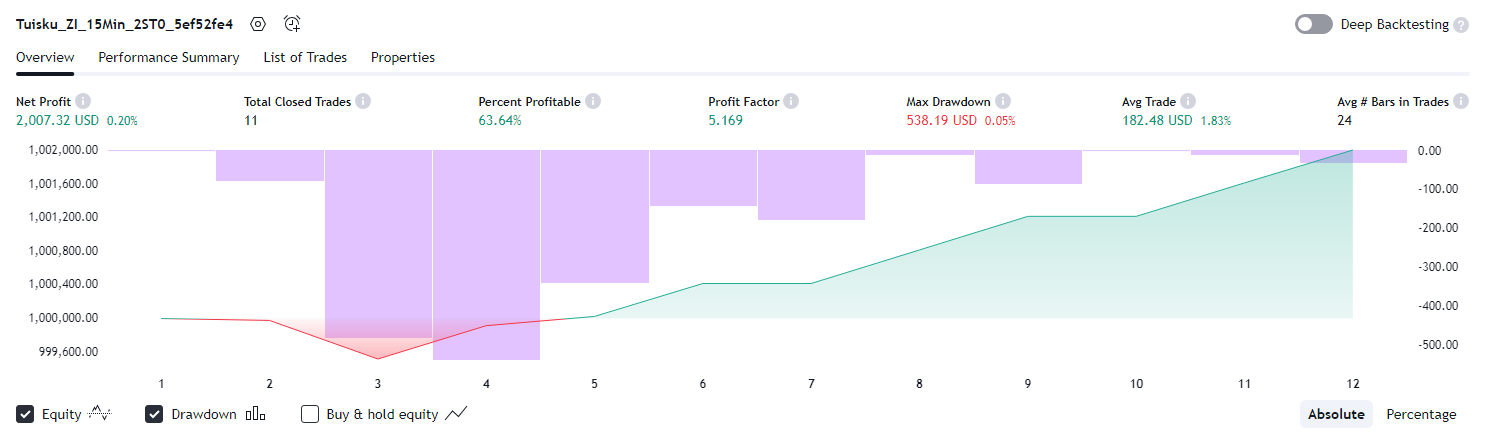 Tuisku_ZI_15Min_2ST0_5ef52fe4
Deep Backtesting ?
Overview Performance Summary List of Trades Properties
Net Profit i Total Closed Trades i Percent Profitable i Profit Factor i Max Drawdown i Avg Trade i Avg # Bars in Trades i
2,007.32 USD 0.20% 11 63.64% 5.169 538.19 USD 0.05% 182.48 USD 1.83% 24
1,002,000.00 0.00
1,001,600.00 -100.00
1,001,200.00 -200.00
1,000,800.00 -300.00
1,000,400.00 -400.00
1,000,000.00 -500.00
999,600.00
1 2 3 4 5 6 7 8 9 10 11 12
Equity Drawdown Buy & hold equity Absolute Percentage